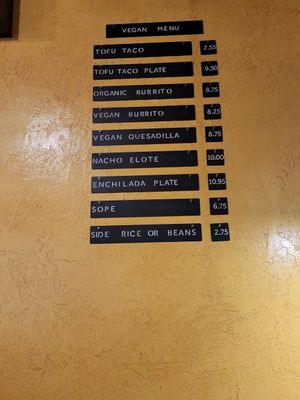 VEGAN MENU
TOFU TACO 2.55
TOFU TACO PLATE 9.50
ORGANIC BURRITO 8.75
VEGAN BURRITO 8.25
VEGAN QUESADILLA 8.75
NACHO ELOTE 10.00
ENCHILADA PLATE 10.95
SOPE 6.75
SIDE RICE OR BEANS 2.75